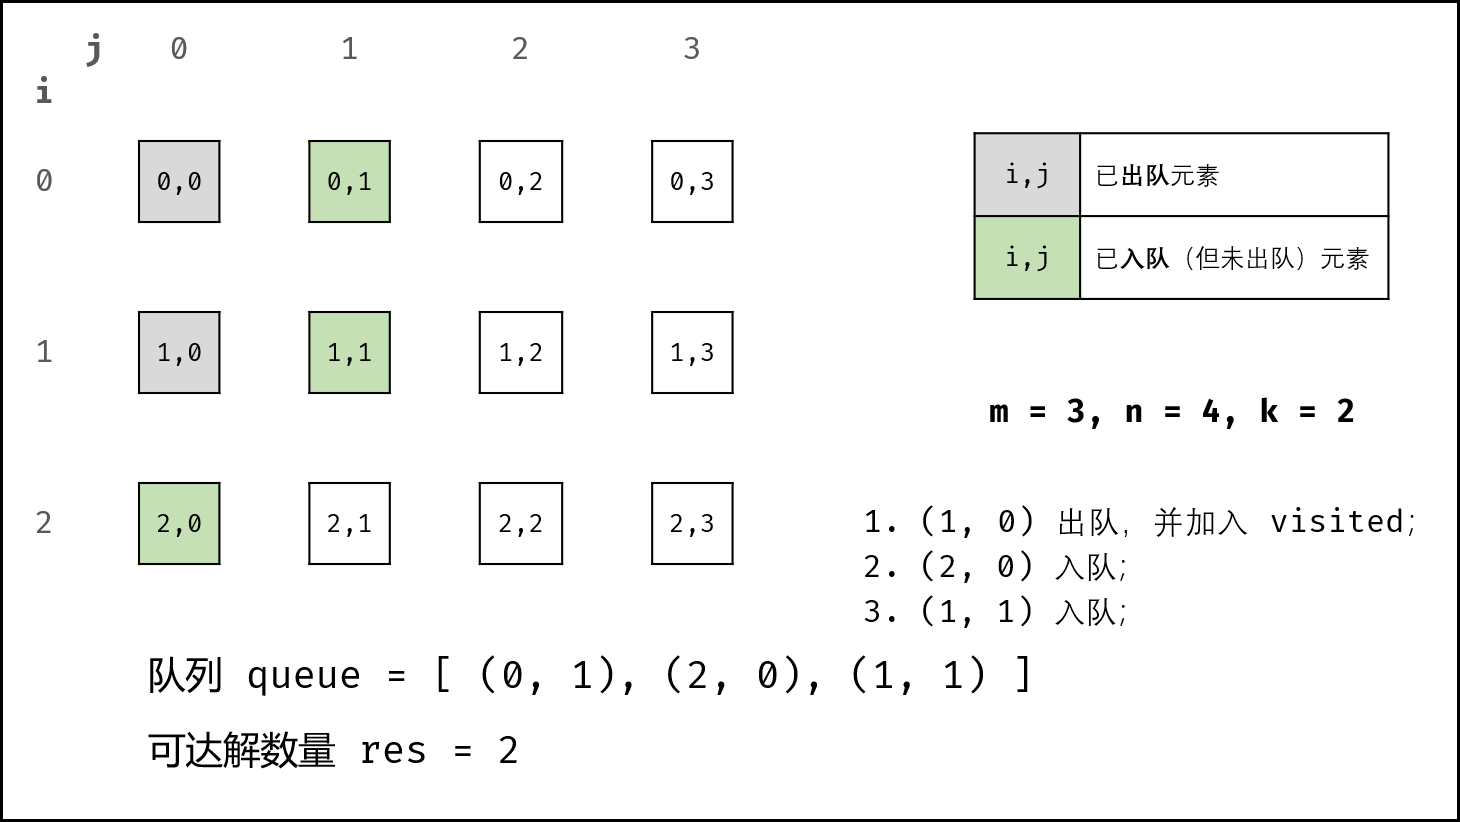 j 0 1 2 3
i
0 0,0 0,1 0,2 0,3
1 1,0 1,1 1,2 1,3
2 2,0 2,1 2,2 2,3
i,j 已出队元素
i,j 已入队（但未出队）元素
m = 3, n = 4, k = 2
1. (1, 0) 出队，并加入 visited；
2. (2, 0) 入队；
3. (1, 1) 入队；
队列 queue = [ (0, 1), (2, 0), (1, 1) ]
可达解数量 res = 2